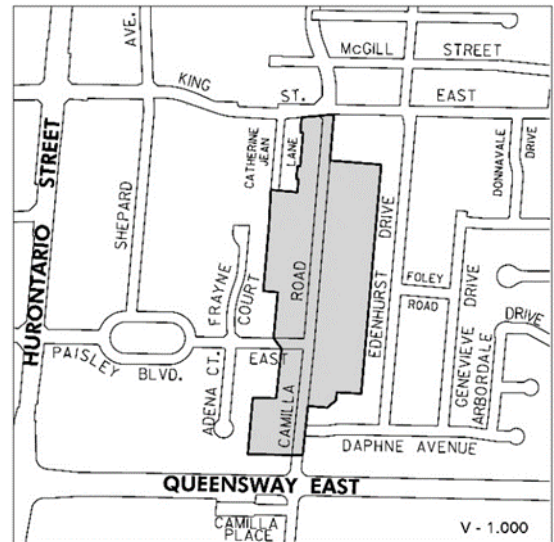 AVE.
McGILL STREET
KING ST. EAST
CATHERINE
JEAN LANE
DONNAVALE
DRIVE
HURONTARIO STREET
SHEPARD
FRAYNE
COURT
ROAD
EDENHURST DRIVE
FOLEY
ROAD
GENEVIEVE DRIVE
ARBORDALE
DRIVE
PAISLEY BLVD. EAST
ADENA CT.
CAMILLA
DAPHNE AVENUE
QUEENSWAY EAST
CAMILLA
PLACE
V - 1.000